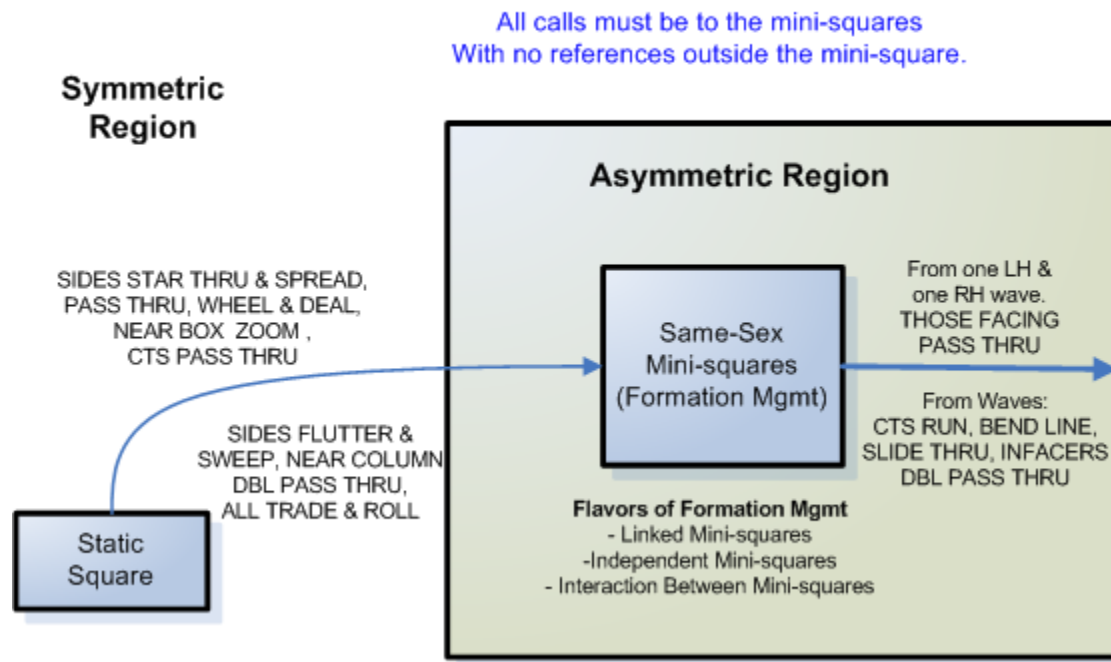 All calls must be to the mini-squares
With no references outside the mini-square.
Symmetric
Region
Asymmetric Region
SIDES STAR THRU & SPREAD,
PASS THRU, WHEEL & DEAL,
NEAR BOX ZOOM ,
CTS PASS THRU
SIDES FLUTTER &
SWEEP, NEAR COLUMN
DBL PASS THRU,
ALL TRADE & ROLL
Static
Square
Same-Sex
Mini-squares
(Formation Mgmt)
From one LH &
one RH wave.
THOSE FACING
PASS THRU
From Waves:
CTS RUN, BEND LINE,
SLIDE THRU, INFACERS
DBL PASS THRU
Flavors of Formation Mgmt
- Linked Mini-squares
-Independent Mini-squares
- Interaction Between Mini-squares